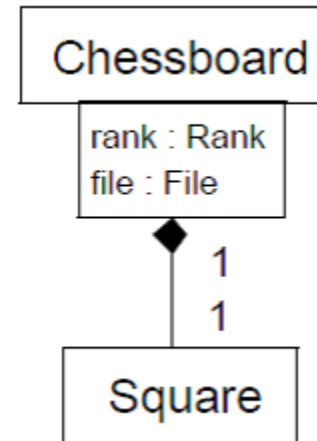 Chessboard
rank : Rank
file : File
1
1
Square